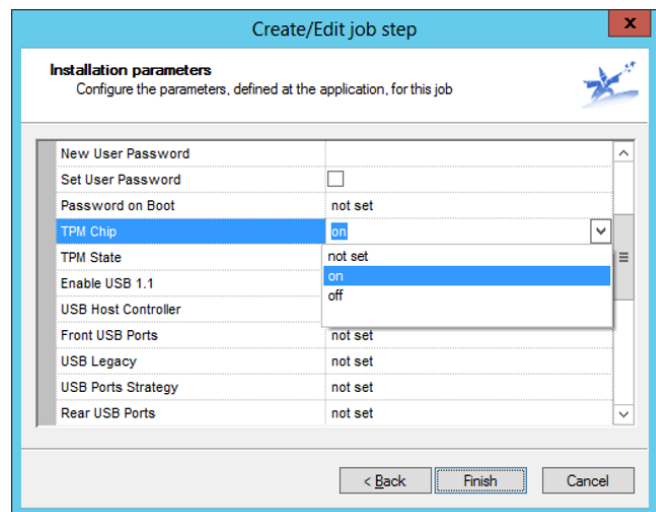 Create/Edit job step
x
Installation parameters
Configure the parameters, defined at the application, for this job
New User Password
Set User Password
Password on Boot not set
TPM Chip on
TPM State not set
on
Enable USB 1.1
off
USB Host Controller
Front USB Ports not set
USB Legacy not set
USB Ports Strategy not set
Rear USB Ports not set
< Back Finish Cancel